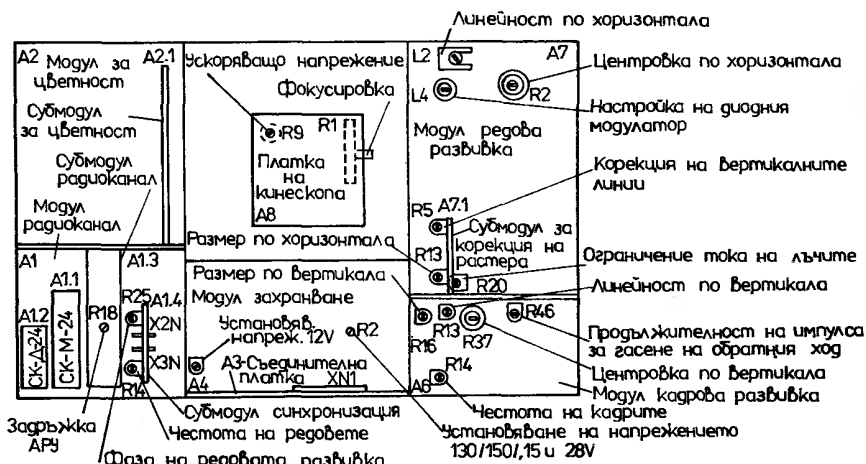 Линейност по хоризонтала
A2 Модул за цветност
A2.1
Субмодул за цветност
Субмодул радиоканал
Модул радиоканал
Ускоряващо напрежение
Фокусировка
R9
R1
Платка на кинескопа
A8
L2
A7
Центровка по хоризонтала
L4
R2
Настройка на диодния модулатор
Модул редова развивка
Корекция на вертикалните линии
R5 A7.1
Субмодул за корекция на растера
Размер по хоризонтала
R13
R20
Ограничение тока на лъчите
A1
A1.1
A1.2
A1.3
A1.4
R25
R18
X2N
X3N
R14
СК-Д-24
СК-М-24
Размер по вертикала
Модул захранване
Установяв. напреж. 12V
R2
A4
A3-Съединителна платка
XN1
Линейност по вертикала
R16
R13
R37
R46
R14
A6
Продължителност на импулса за гасене на обратния ход
Центровка по вертикала
Модул кадрова развивка
Задръжка АРУ
Субмодул синхронизация
Честота на редовете
Фаза на редовата развивка
Честота на кадрите
Установяване на напрежението
130/150/,15 и 28V